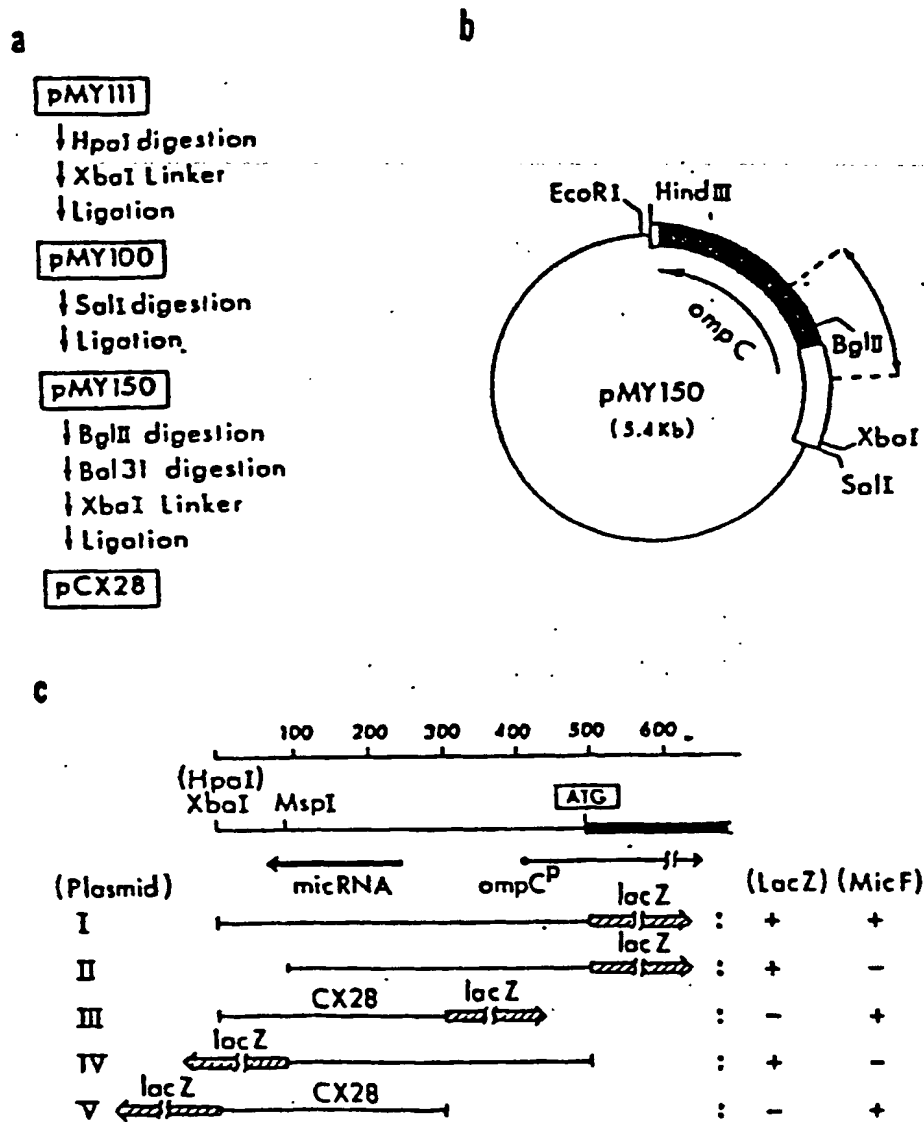 a
pMY111
↓HpaI digestion
↓XbaI Linker
↓Ligation
pMY100
↓SalI digestion
↓Ligation
pMY150
↓BglII digestion
↓Bal31 digestion
↓XbaI Linker
↓Ligation
pCX28
b
EcoRI HindIII
ompC
BglII
pMY150
(5.4Kb)
XbaI
SalI
c
100 200 300 400 500 600
(HpaI)
XbaI MspI ATG
micRNA ompCᵖ
(Plasmid) (LacZ) (MicF)
lacZ
I : + +
lacZ
II : + -
CX28 lacZ
III : - +
lacZ
IV : + -
lacZ CX28
V : - +